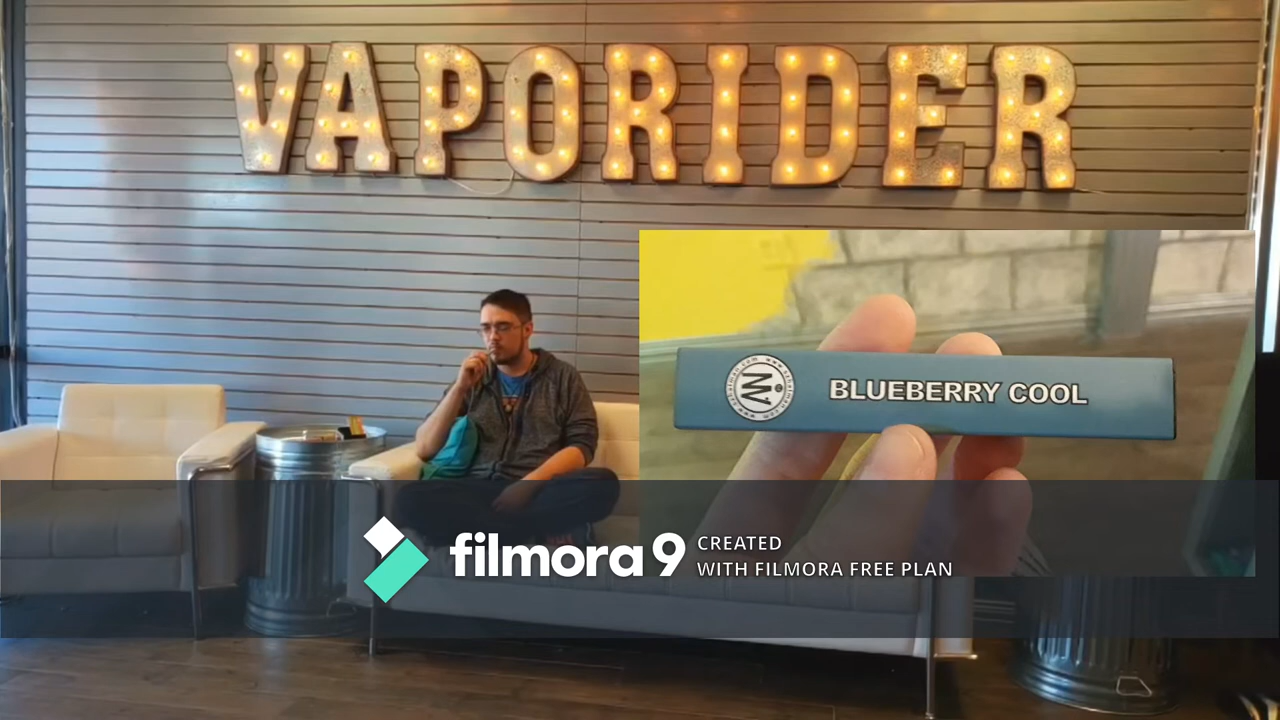 VAPORIDER
BLUEBERRY COOL
filmora 9
CREATED
WITH FILMORA FREE PLAN